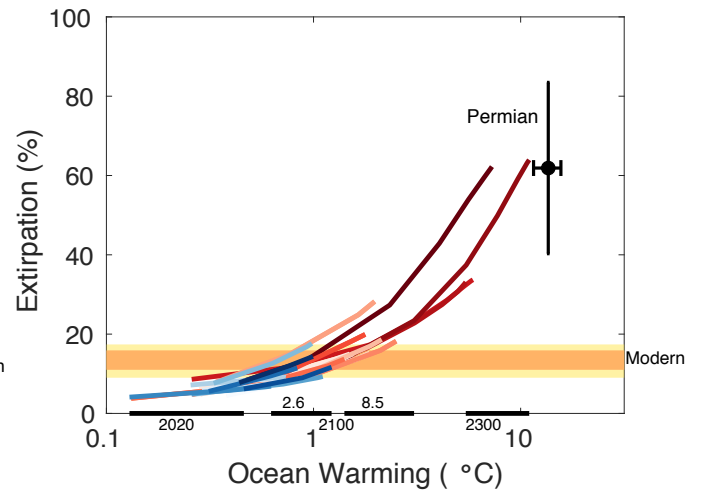 100
80
Permian
60
Extirpation (%)
40
20
Modern
n
0
2.6
8.5
2020
2100
2300
0.1
1
10
Ocean Warming ( °C)